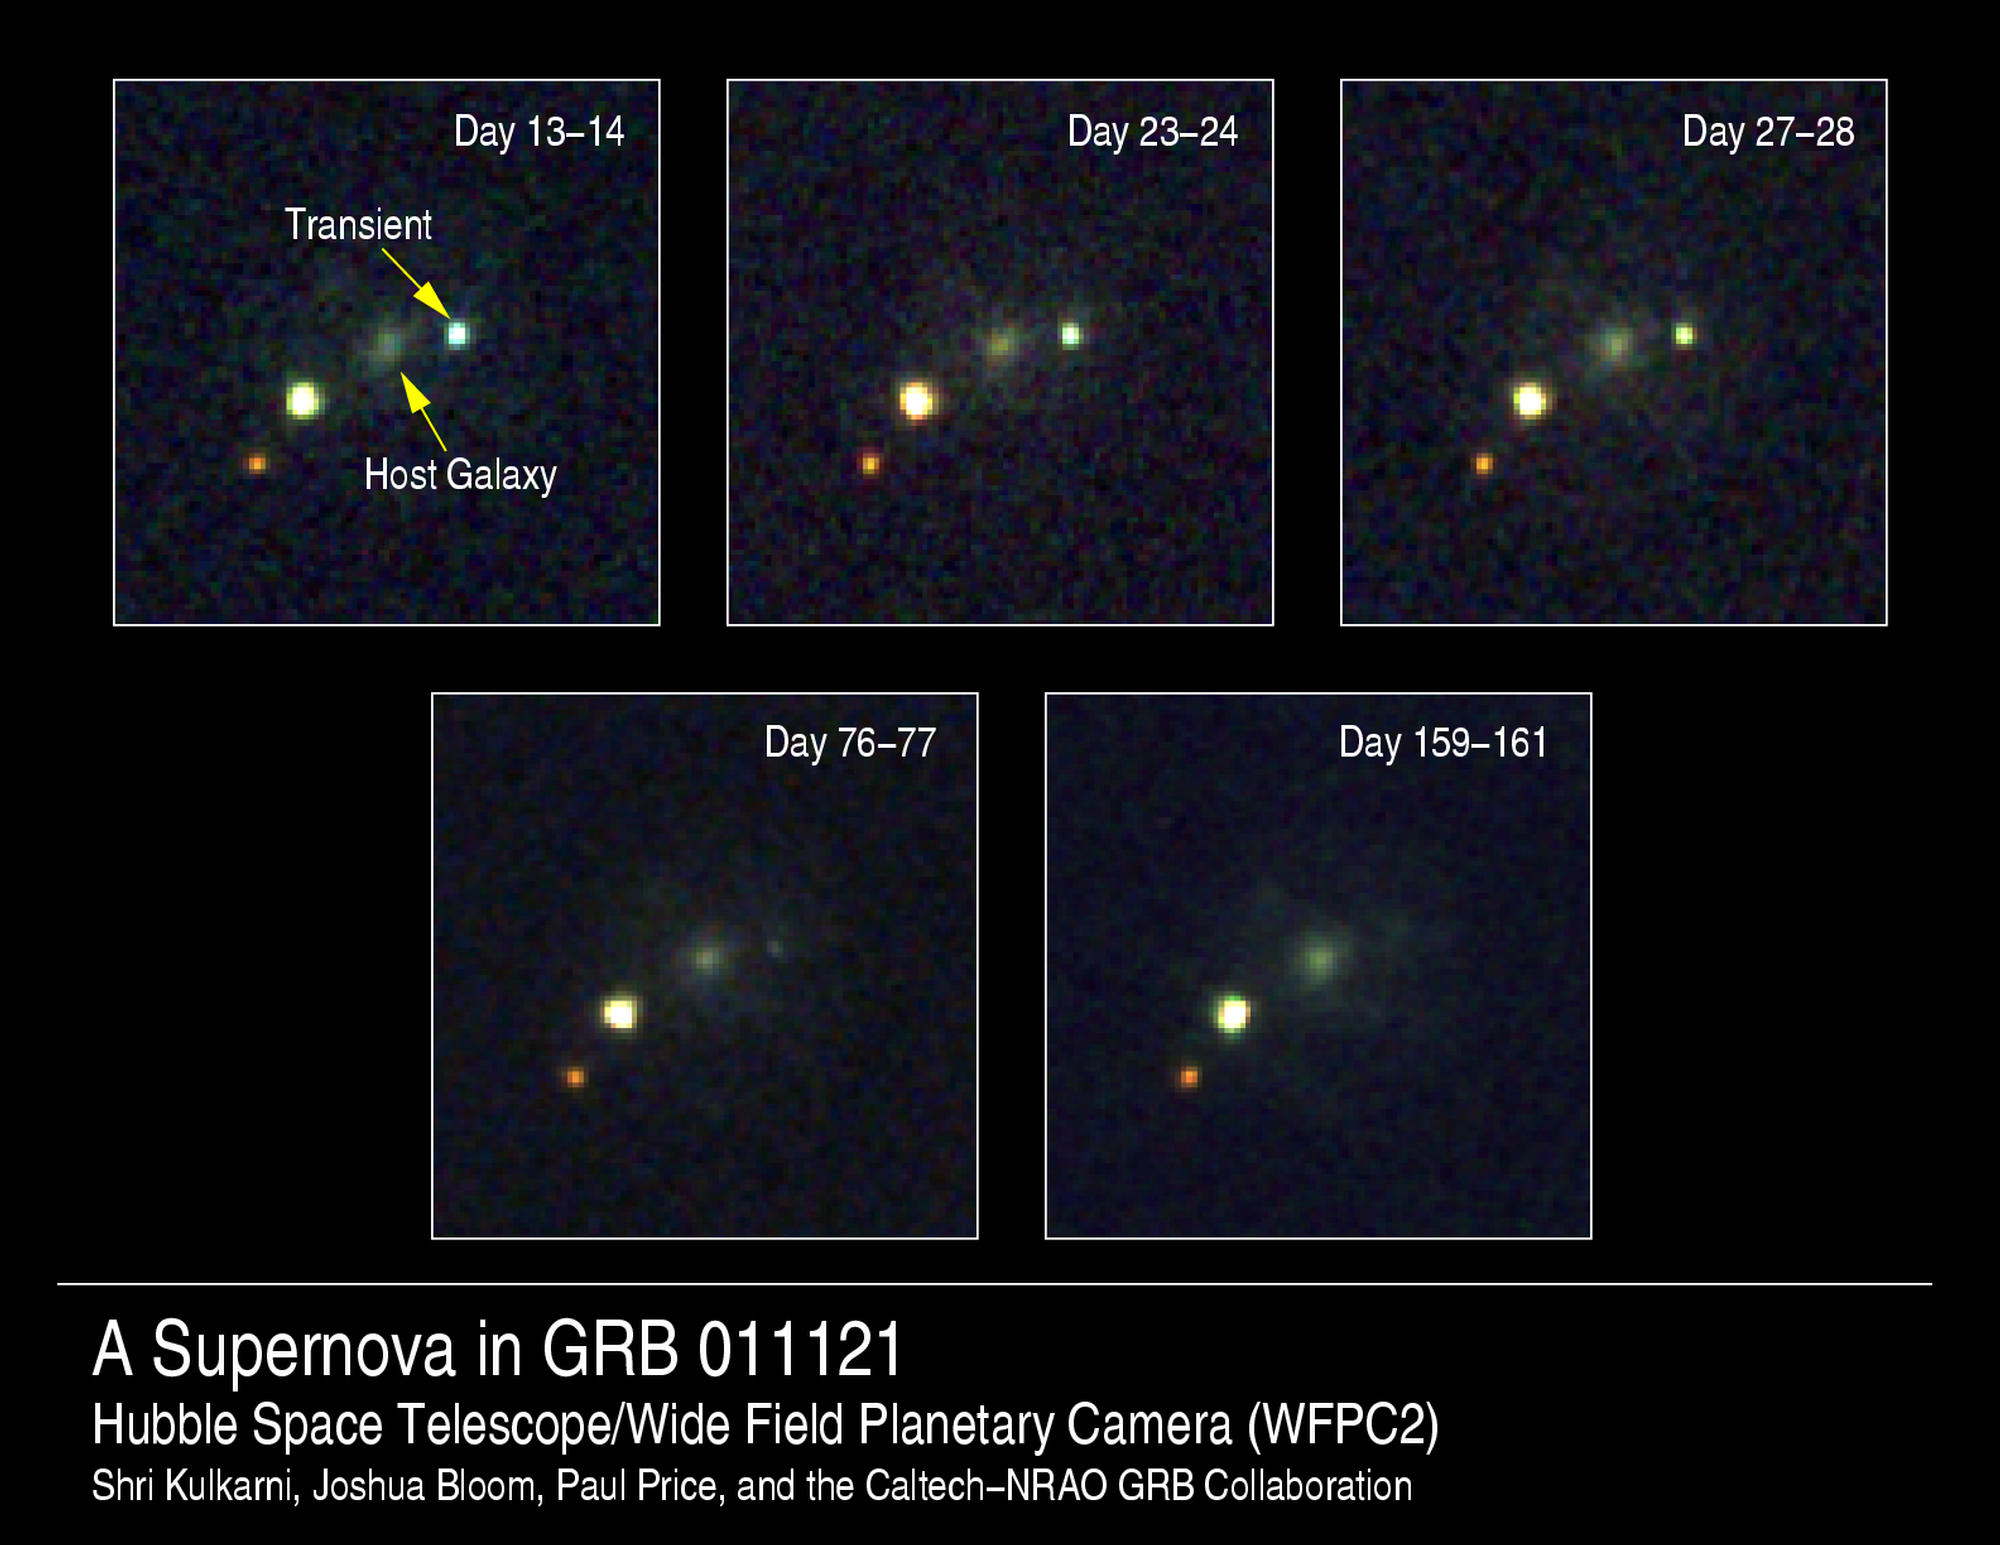 Day 13–14
Day 23–24
Day 27–28
Transient
Host Galaxy
Day 76–77
Day 159–161
A Supernova in GRB 011121
Hubble Space Telescope/Wide Field Planetary Camera (WFPC2)
Shri Kulkarni, Joshua Bloom, Paul Price, and the Caltech–NRAO GRB Collaboration